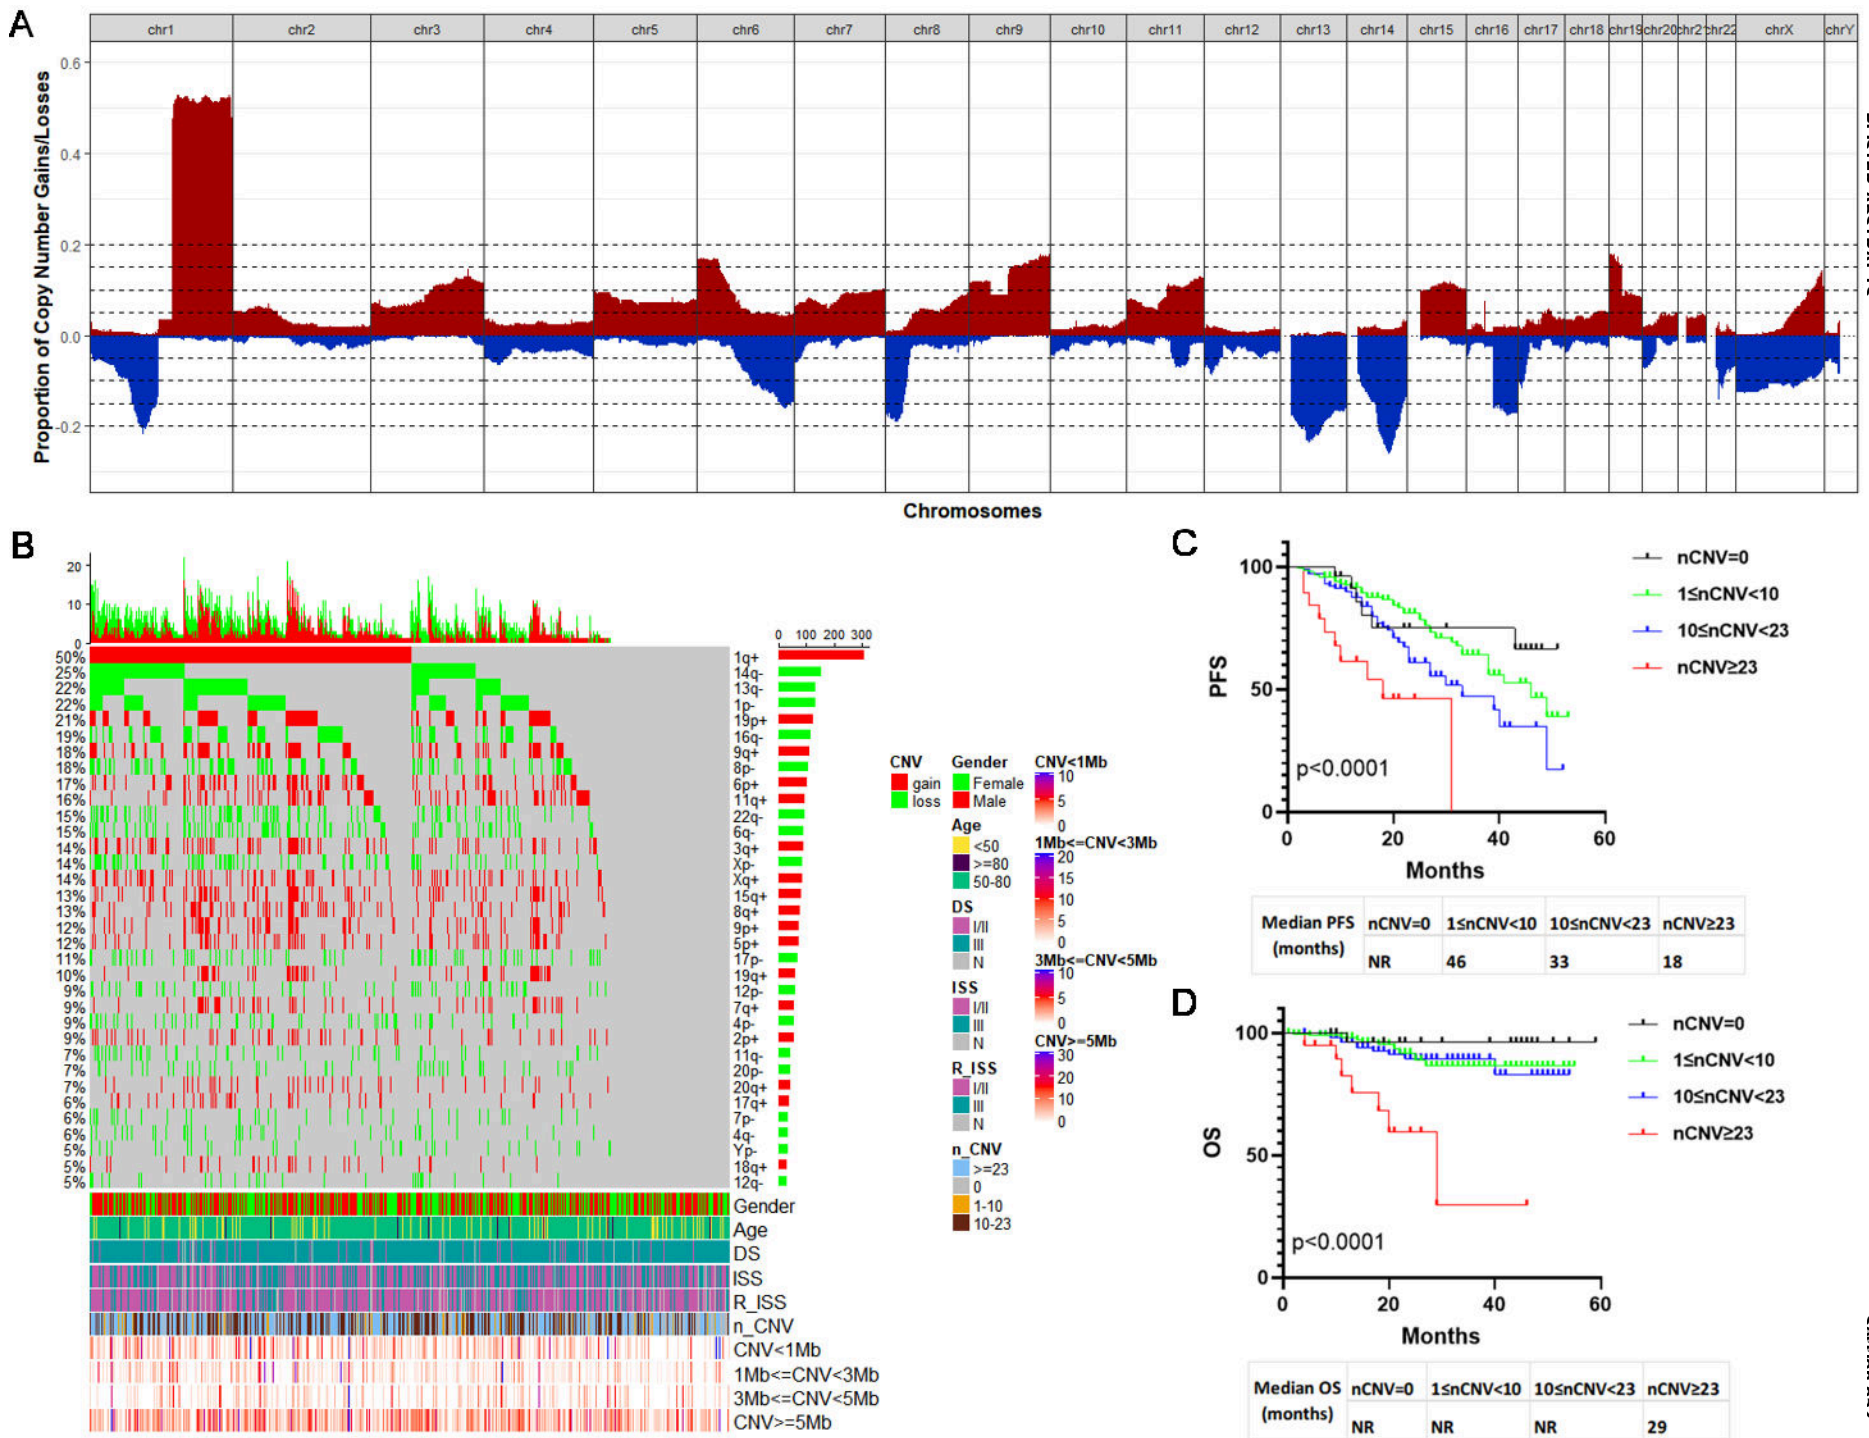 A
chr1 chr2 chr3 chr4 chr5 chr6 chr7 chr8 chr9 chr10 chr11 chr12 chr13 chr14 chr15 chr16 chr17 chr18 chr19 chr20 chr21 chr22 chrX chrY
Proportion of Copy Number Gains/Losses
0.6
0.4
0.2
0.0
-0.2
Chromosomes
B
20
10
0
0 100 200 300
50% 1q+
25% 14q-
22% 13q-
22% 1p-
21% 19p+
19% 16q-
18% 9q+
18% 8p-
17% 6p+
16% 11q+
15% 22q-
15% 6q-
14% 3q+
14% Xp-
14% Xq+
13% 15q+
13% 8q+
12% 9p+
12% 5p+
11% 17p-
10% 19q+
9% 12p-
9% 7q+
9% 4p-
9% 2p+
7% 11q-
7% 20p-
7% 20q+
6% 17q+
6% 7p-
6% 4q-
5% Yp-
5% 18q+
5% 12q-
Gender
Age
DS
ISS
R_ISS
n_CNV
CNV<1Mb
1Mb<=CNV<3Mb
3Mb<=CNV<5Mb
CNV>=5Mb
CNV
gain
loss
Gender
Female
Male
Age
<50
>=80
50-80
DS
I/II
III
N
ISS
I/II
III
N
R_ISS
I/II
III
N
n_CNV
>=23
0
1-10
10-23
CNV<1Mb
10
5
0
1Mb<=CNV<3Mb
20
15
10
5
0
3Mb<=CNV<5Mb
10
5
0
CNV>=5Mb
30
20
10
0
C
PFS
100
50
0
0 20 40 60
Months
p<0.0001
nCNV=0
1≤nCNV<10
10≤nCNV<23
nCNV≥23
Median PFS (months) nCNV=0 1≤nCNV<10 10≤nCNV<23 nCNV≥23
NR 46 33 18
D
OS
100
50
0
0 20 40 60
Months
p<0.0001
nCNV=0
1≤nCNV<10
10≤nCNV<23
nCNV≥23
Median OS (months) nCNV=0 1≤nCNV<10 10≤nCNV<23 nCNV≥23
NR NR NR 29